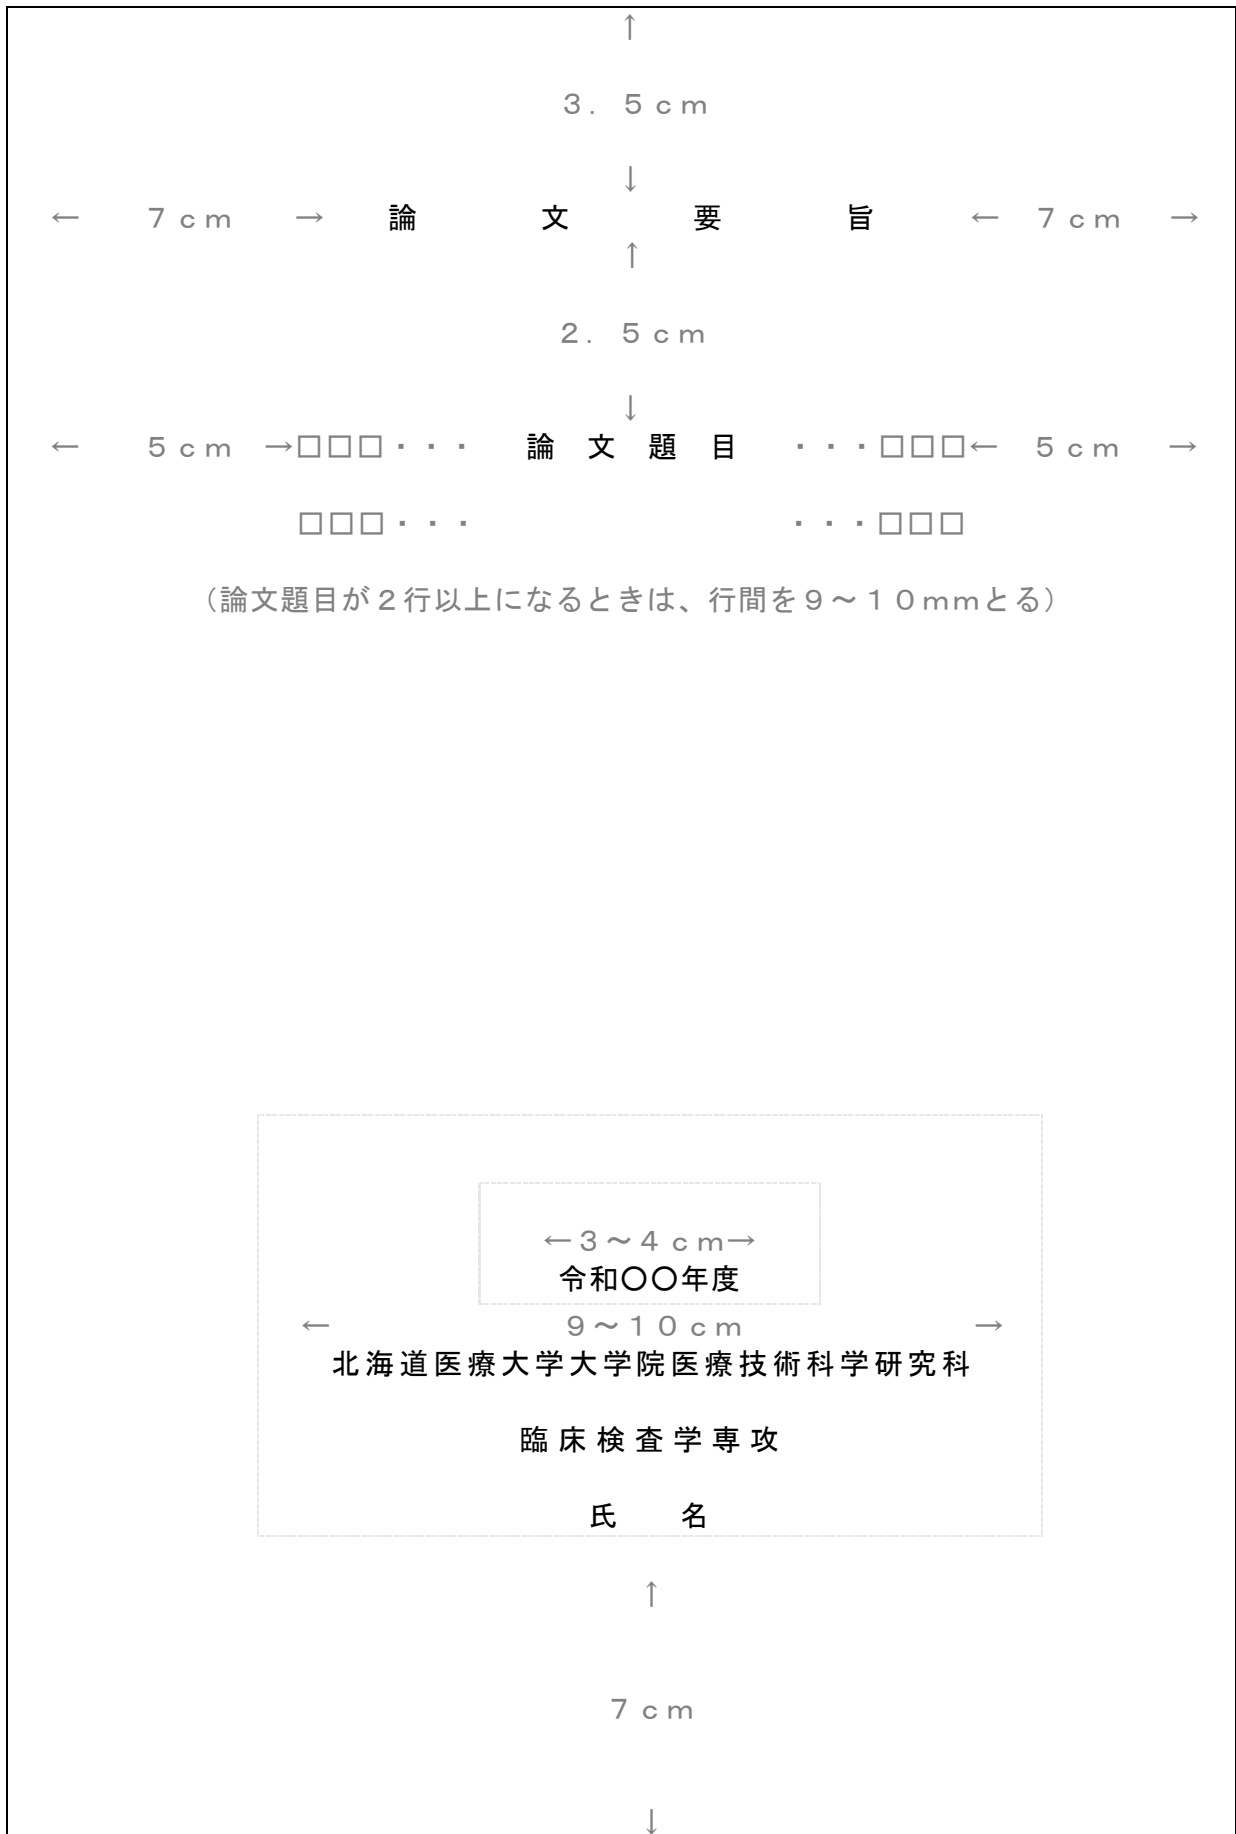 ↑
３．５ｃｍ
↓
←　７ｃｍ　→　論　文　要　旨　←　７ｃｍ　→
↑
２．５ｃｍ
↓
←　５ｃｍ　→□□□・・・　論　文　題　目　・・・□□□←　５ｃｍ　→
□□□・・・　・・・□□□
（論文題目が２行以上になるときは、行間を９～１０ｍｍとる）
←３～４ｃｍ→
令和〇〇年度
←　９～１０ｃｍ　→
北海道医療大学大学院医療技術科学研究科
臨床検査学専攻
氏　名
↑
７ｃｍ
↓